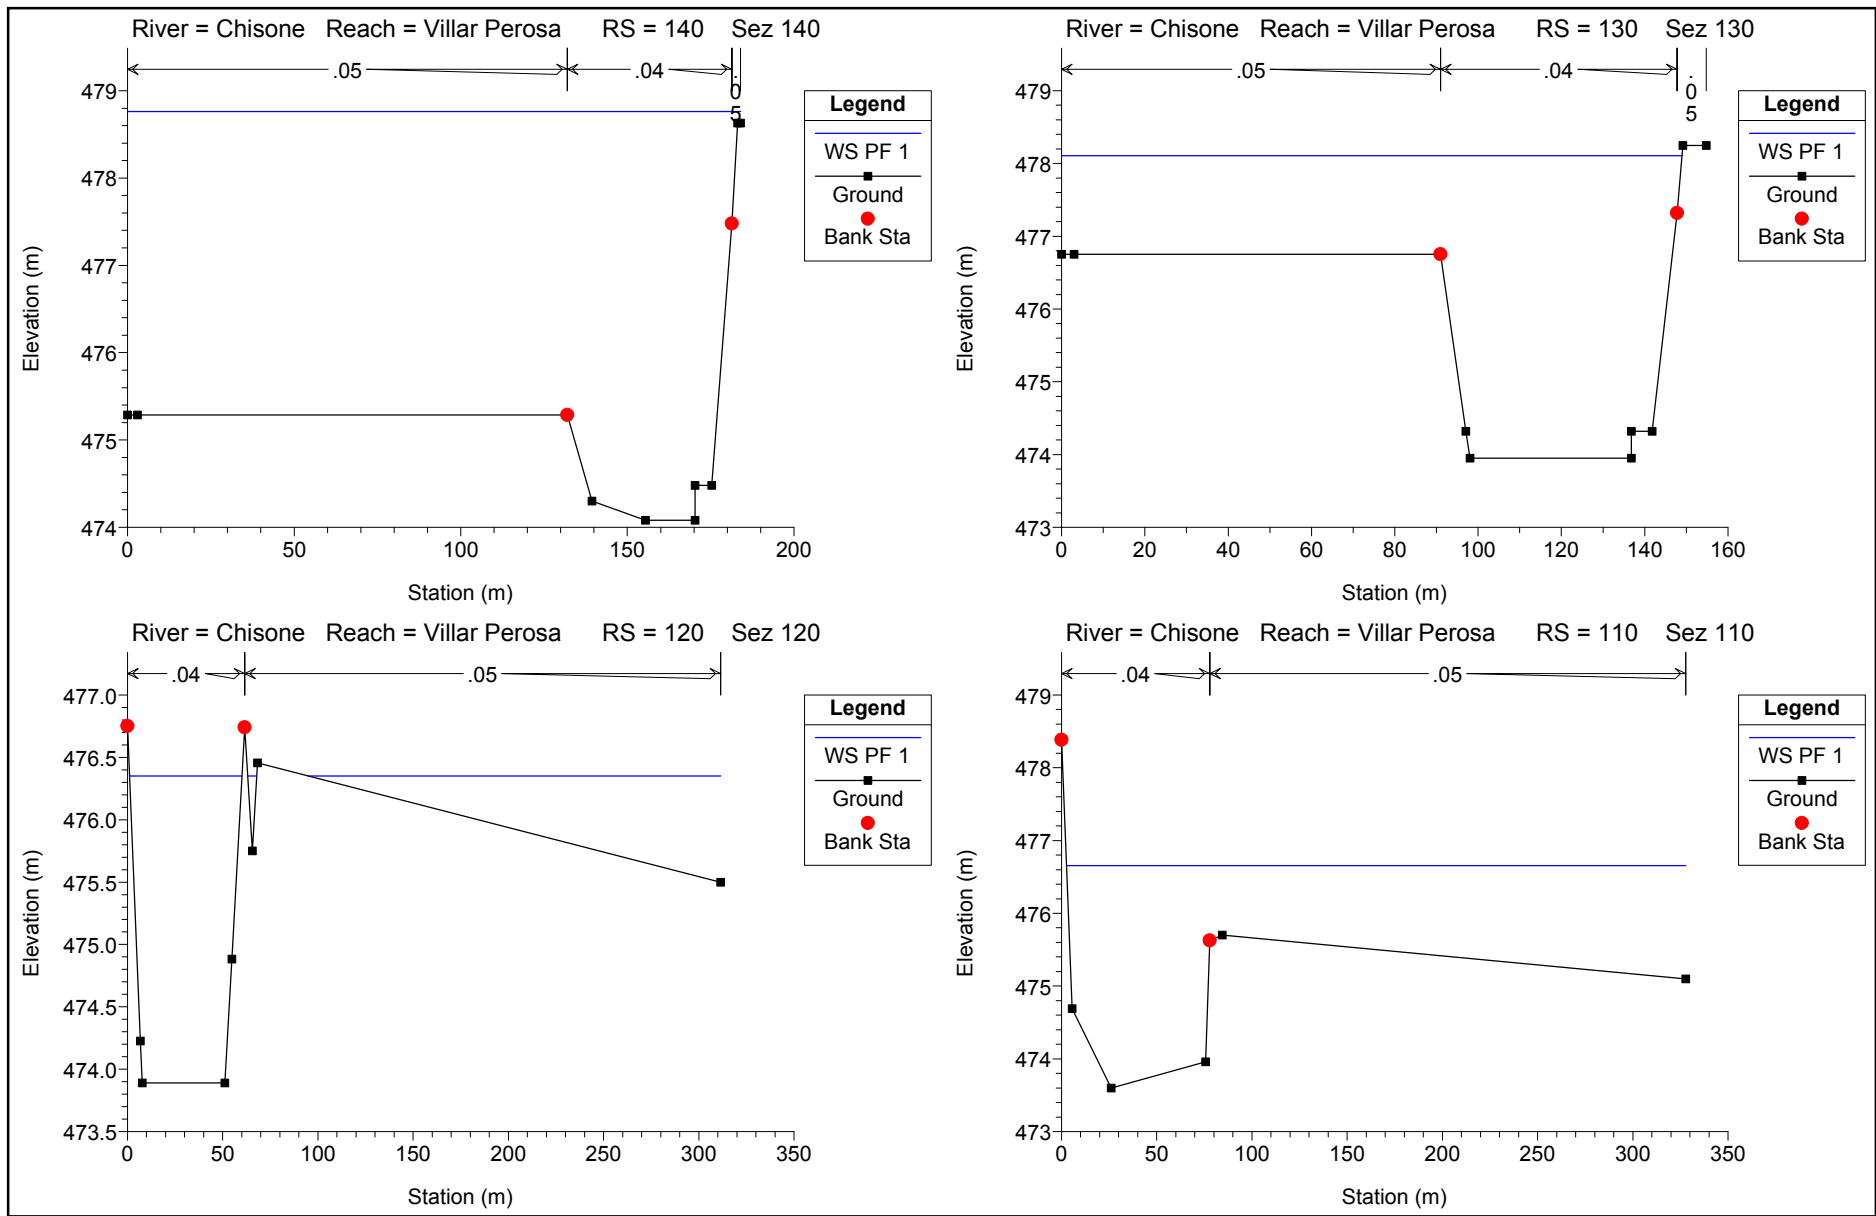 River = Chisone Reach = Villar Perosa RS = 140 Sez 140
.05 .04 .05
479
478
477
476
475
474
Elevation (m)
0 50 100 150 200
Station (m)
Legend
WS PF 1
Ground
Bank Sta
River = Chisone Reach = Villar Perosa RS = 130 Sez 130
.05 .04 .05
479
478
477
476
475
474
473
Elevation (m)
0 20 40 60 80 100 120 140 160
Station (m)
Legend
WS PF 1
Ground
Bank Sta
River = Chisone Reach = Villar Perosa RS = 120 Sez 120
.04 .05
477.0
476.5
476.0
475.5
475.0
474.5
474.0
473.5
Elevation (m)
0 50 100 150 200 250 300 350
Station (m)
Legend
WS PF 1
Ground
Bank Sta
River = Chisone Reach = Villar Perosa RS = 110 Sez 110
.04 .05
479
478
477
476
475
474
473
Elevation (m)
0 50 100 150 200 250 300 350
Station (m)
Legend
WS PF 1
Ground
Bank Sta